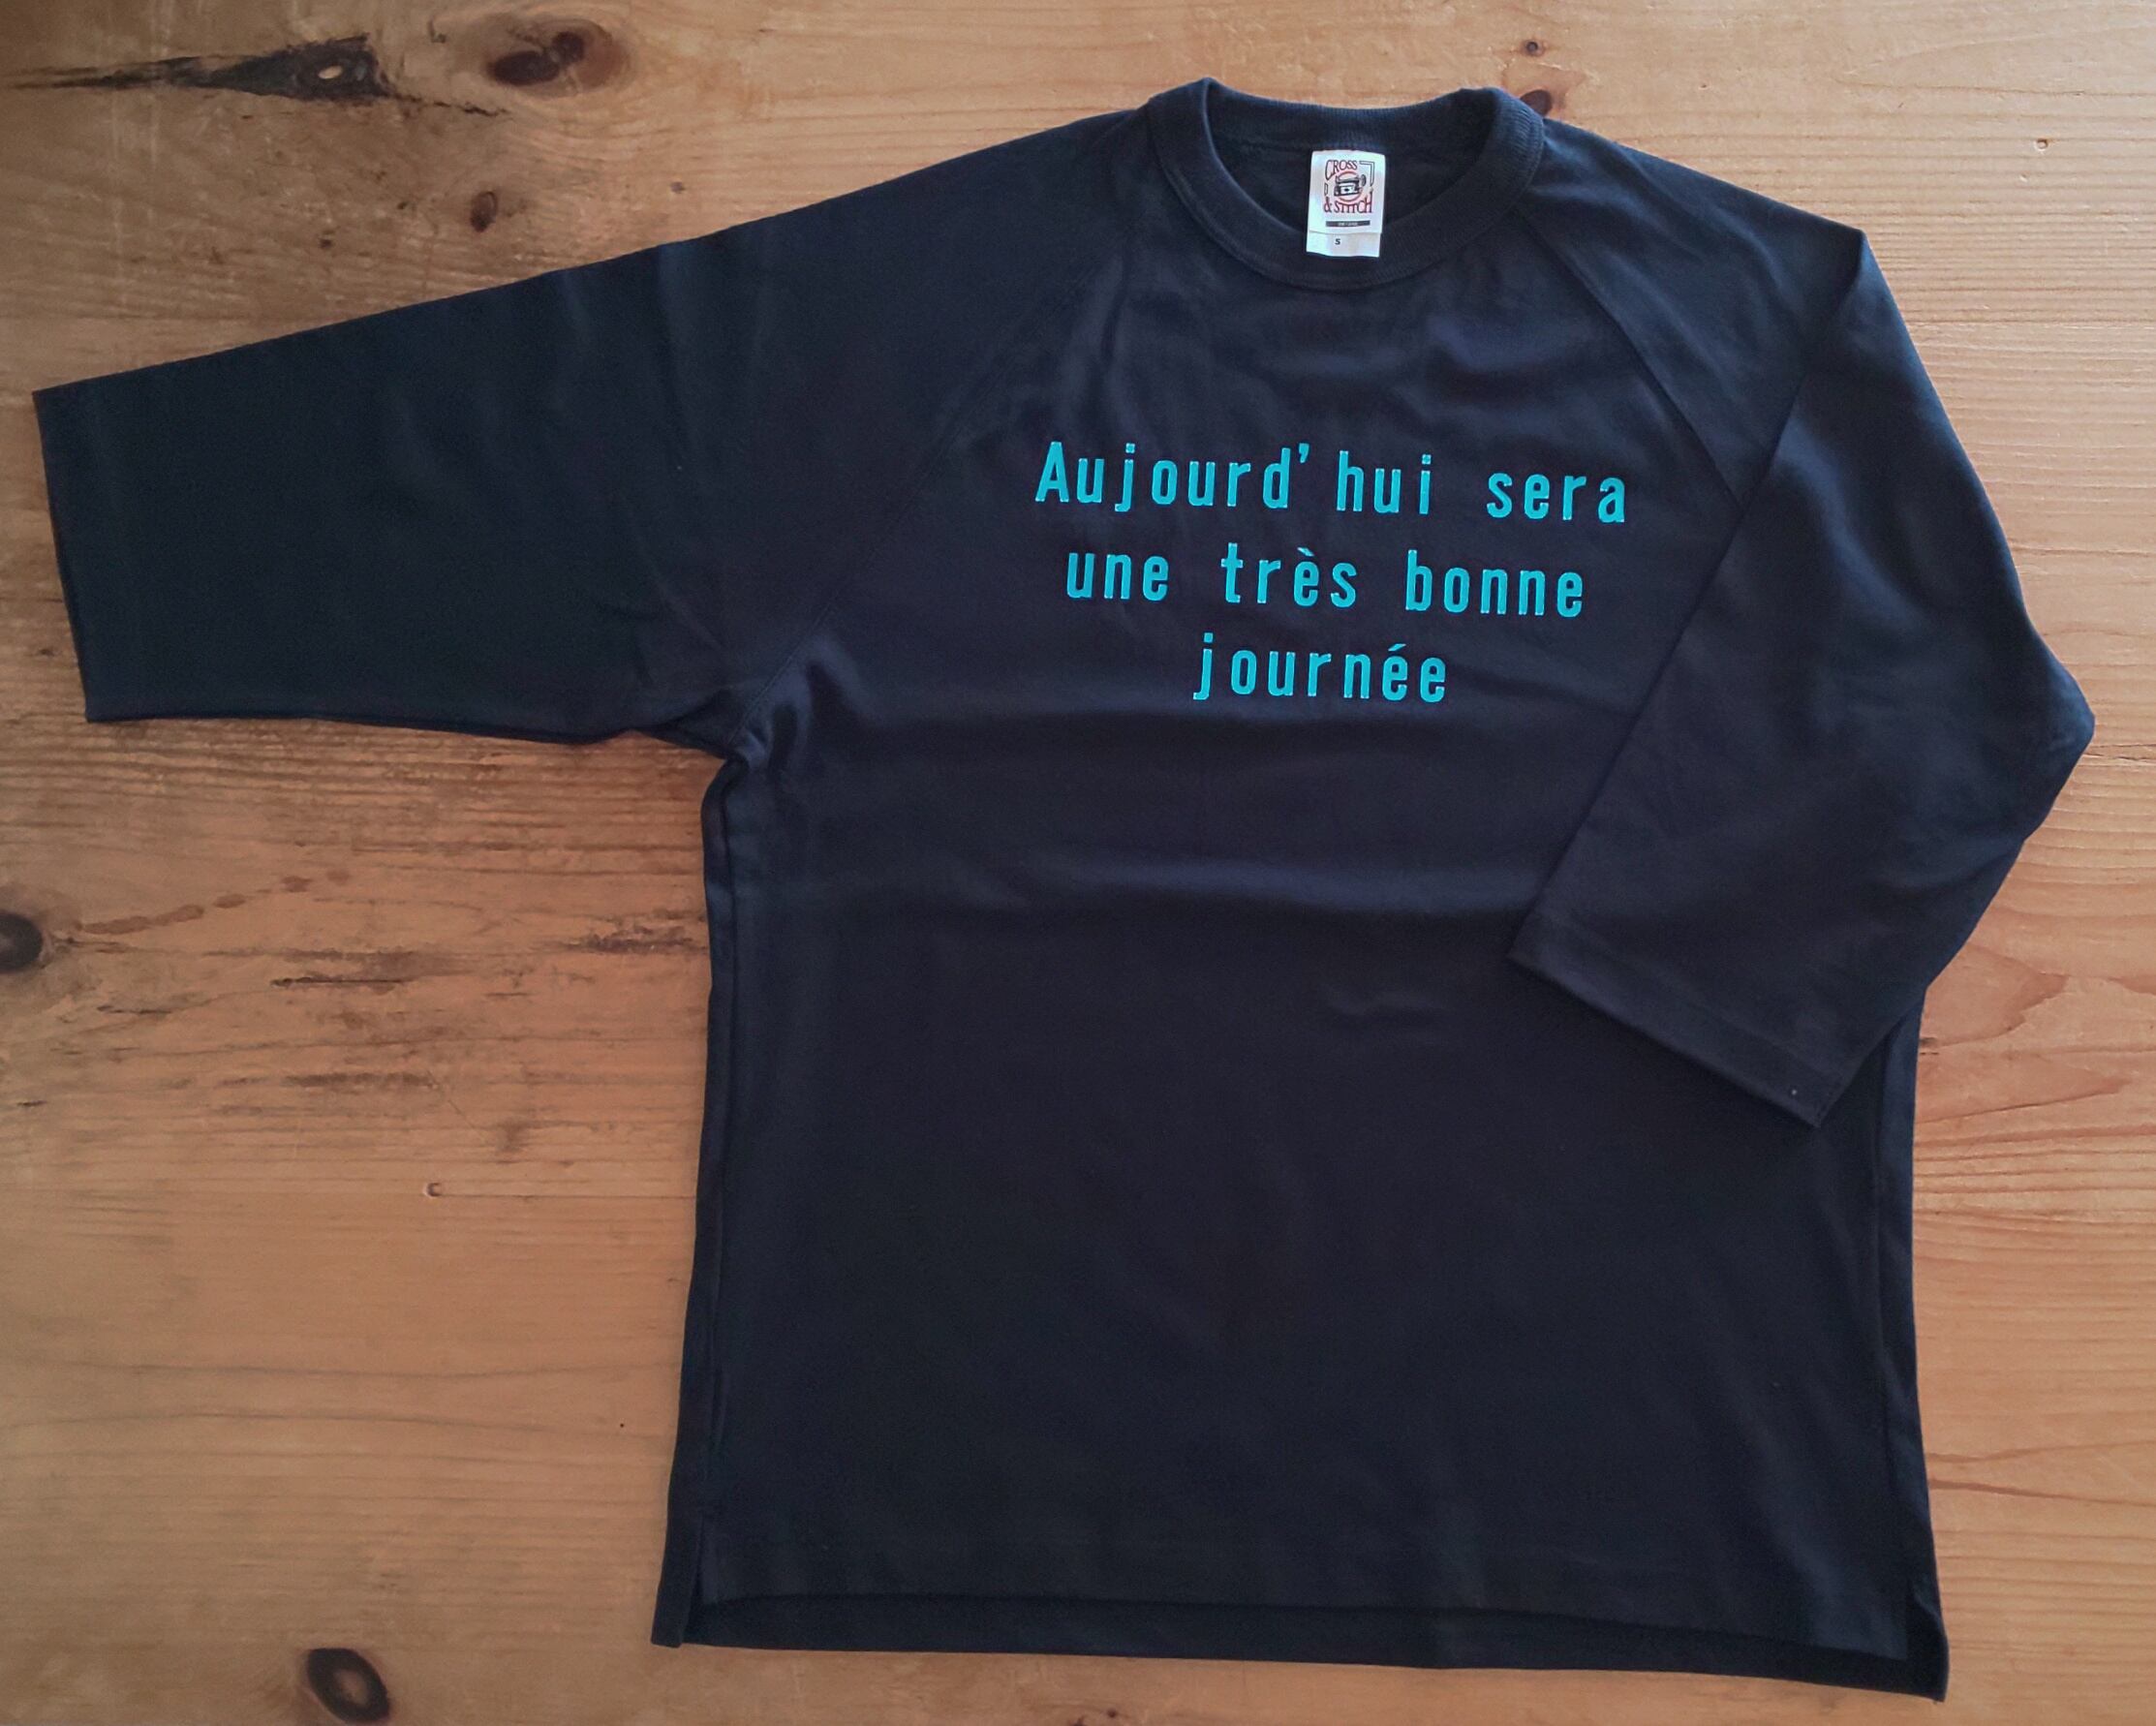 CROSS
& STITCH
S
Aujourd'hui sera
une très bonne
journée